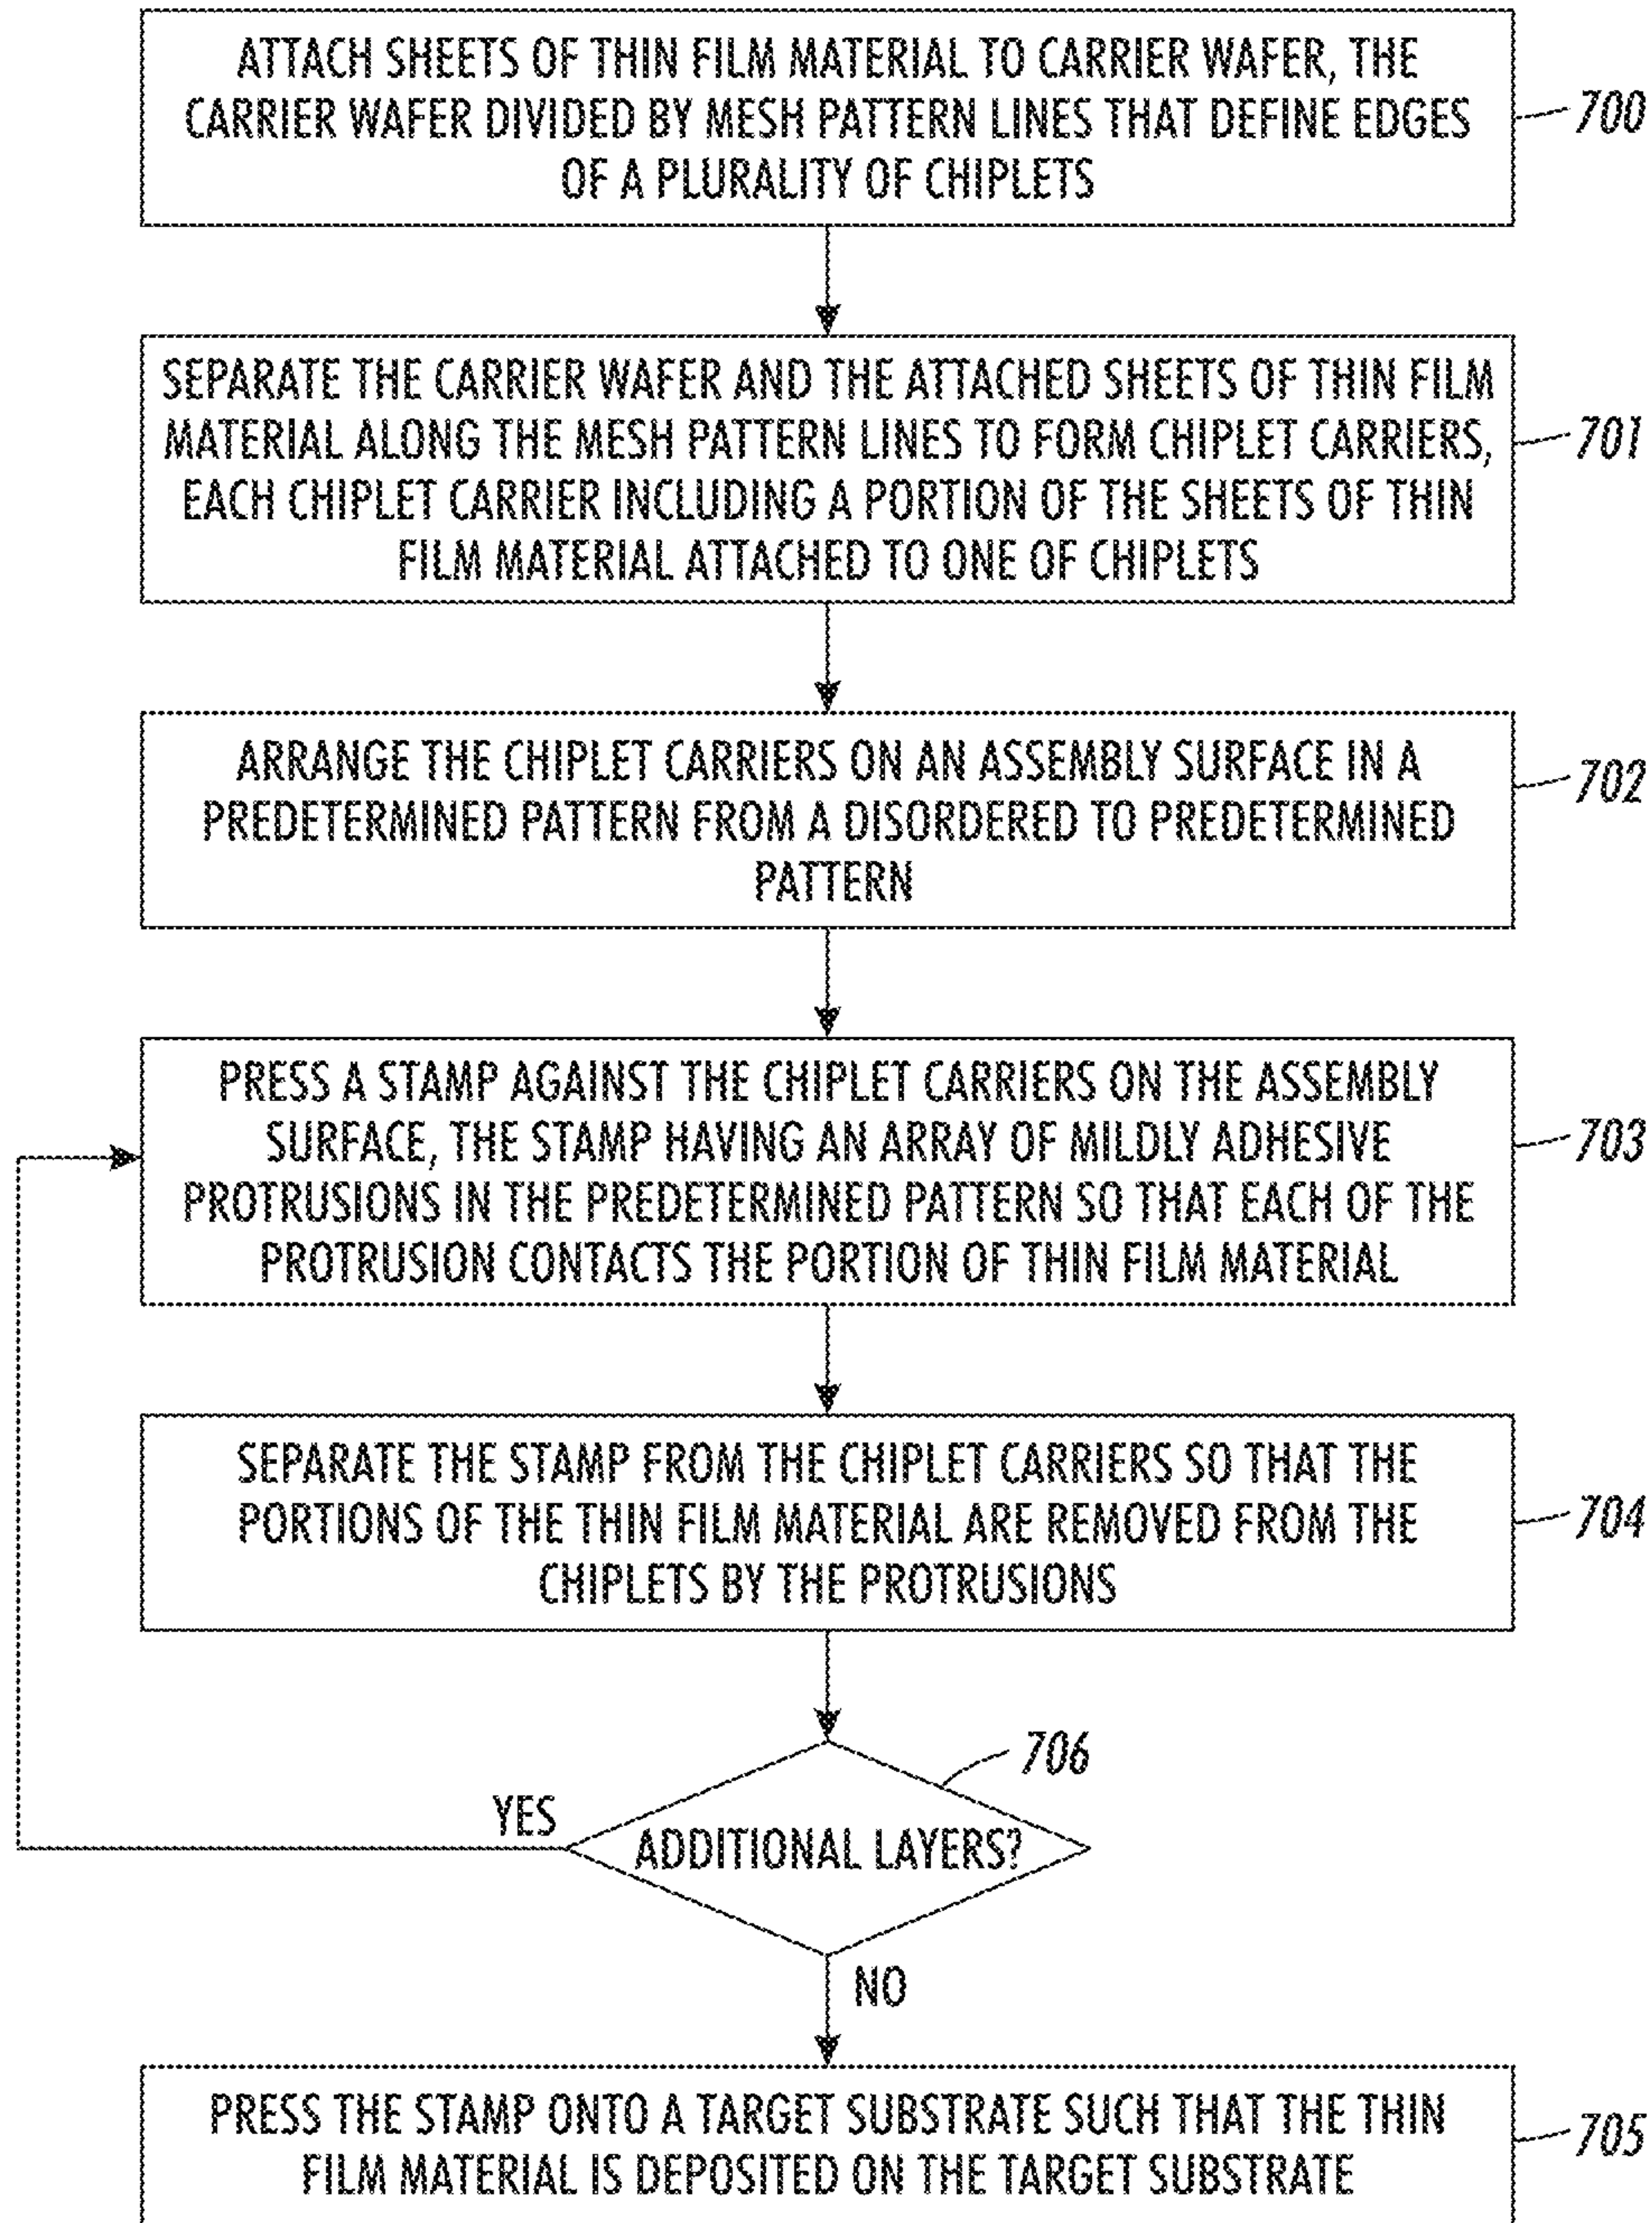 ATTACH SHEETS OF THIN FILM MATERIAL TO CARRIER WAFER, THE
CARRIER WAFER DIVIDED BY MESH PATTERN LINES THAT DEFINE EDGES
OF A PLURALITY OF CHIPLETS
700
SEPARATE THE CARRIER WAFER AND THE ATTACHED SHEETS OF THIN FILM
MATERIAL ALONG THE MESH PATTERN LINES TO FORM CHIPLET CARRIERS,
EACH CHIPLET CARRIER INCLUDING A PORTION OF THE SHEETS OF THIN
FILM MATERIAL ATTACHED TO ONE OF CHIPLETS
701
ARRANGE THE CHIPLET CARRIERS ON AN ASSEMBLY SURFACE IN A
PREDETERMINED PATTERN FROM A DISORDERED TO PREDETERMINED
PATTERN
702
PRESS A STAMP AGAINST THE CHIPLET CARRIERS ON THE ASSEMBLY
SURFACE, THE STAMP HAVING AN ARRAY OF MILDLY ADHESIVE
PROTRUSIONS IN THE PREDETERMINED PATTERN SO THAT EACH OF THE
PROTRUSION CONTACTS THE PORTION OF THIN FILM MATERIAL
703
SEPARATE THE STAMP FROM THE CHIPLET CARRIERS SO THAT THE
PORTIONS OF THE THIN FILM MATERIAL ARE REMOVED FROM THE
CHIPLETS BY THE PROTRUSIONS
704
706
YES
ADDITIONAL LAYERS?
NO
PRESS THE STAMP ONTO A TARGET SUBSTRATE SUCH THAT THE THIN
FILM MATERIAL IS DEPOSITED ON THE TARGET SUBSTRATE
705